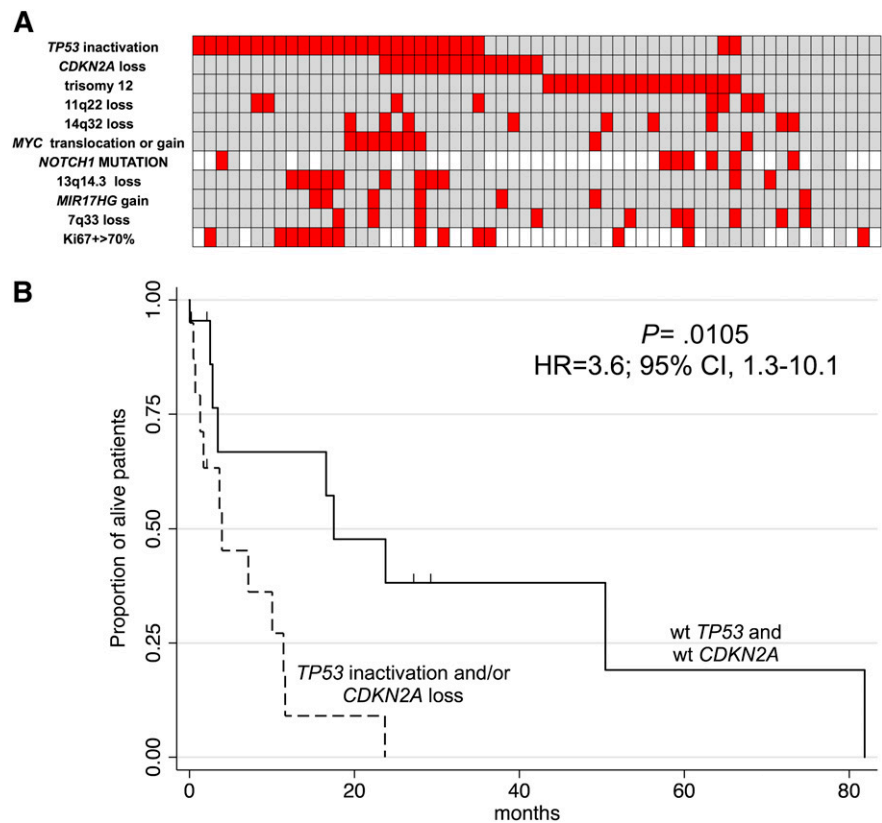 A
TP53 inactivation
CDKN2A loss
trisomy 12
11q22 loss
14q32 loss
MYC translocation or gain
NOTCH1 MUTATION
13q14.3 loss
MIR17HG gain
7q33 loss
Ki67+>70%
B
Proportion of alive patients
1.00
0.75
0.50
0.25
0.00
P= .0105
HR=3.6; 95% CI, 1.3-10.1
wt TP53 and
wt CDKN2A
TP53 inactivation and/or
CDKN2A loss
0
20
40
60
80
months